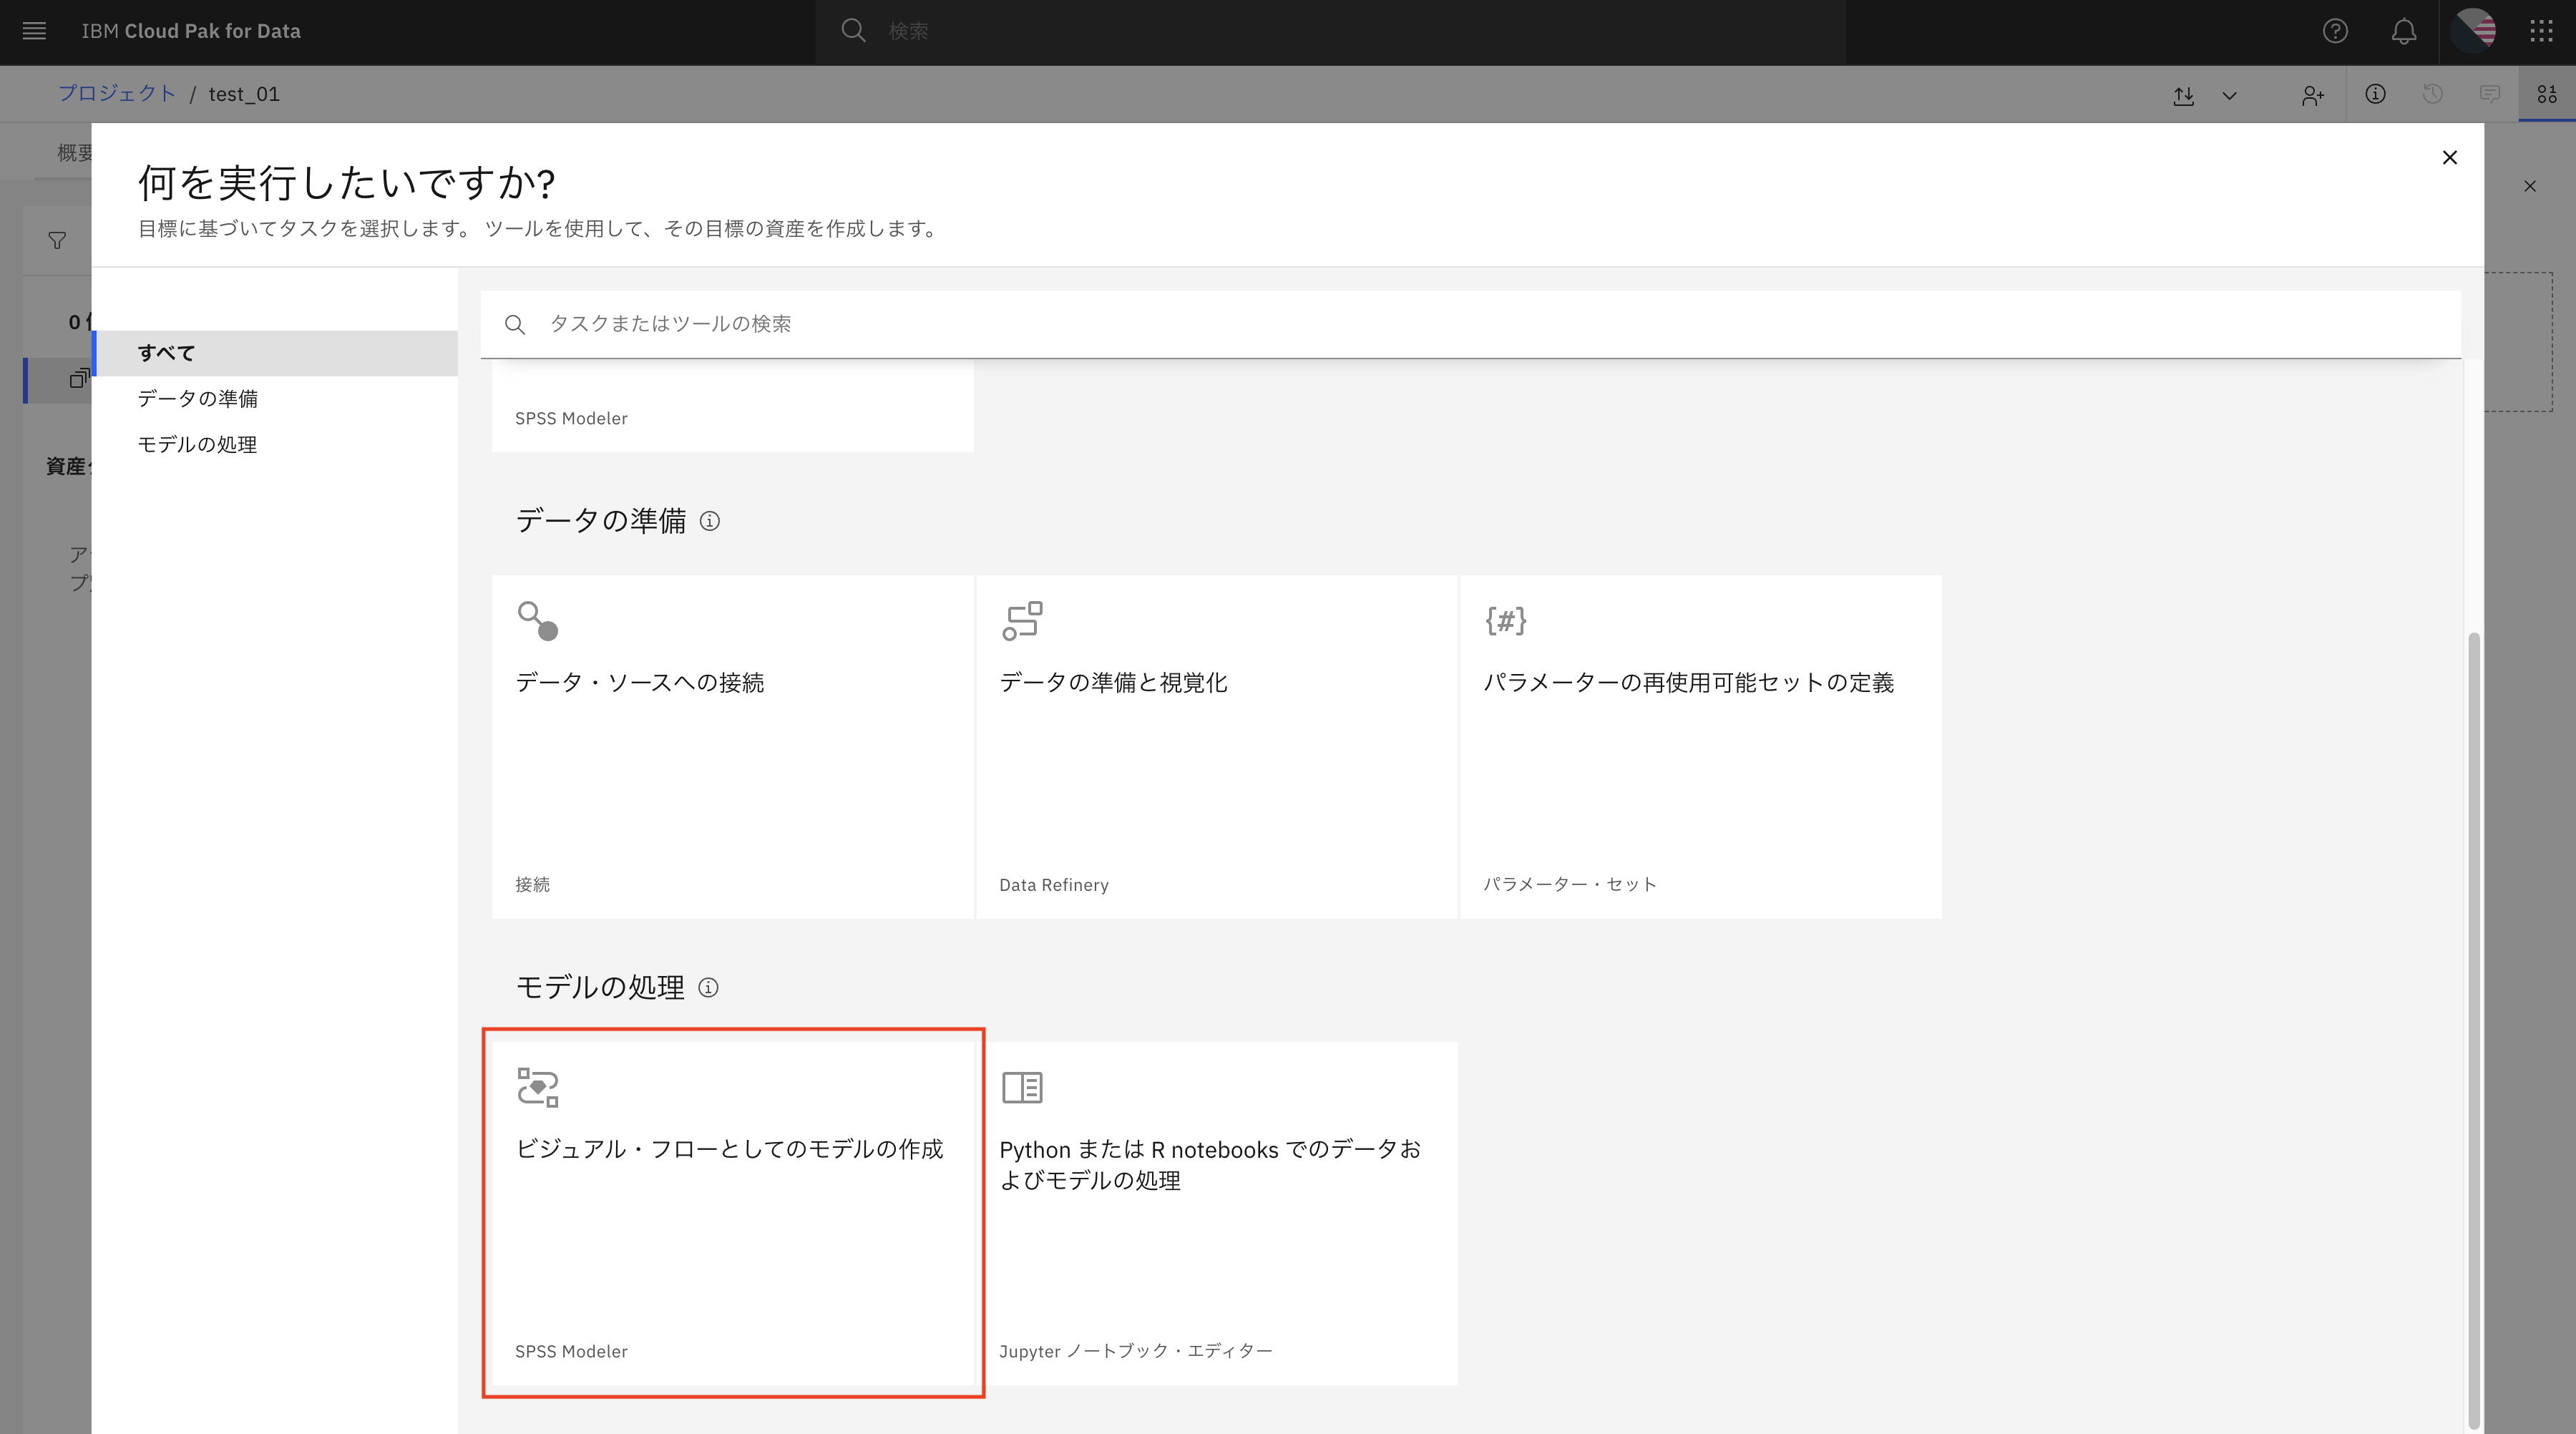 IBM Cloud Pak for Data
検索
プロジェクト / test_01
概要
何を実行したいですか?
目標に基づいてタスクを選択します。 ツールを使用して、その目標の資産を作成します。
0
資産
ア
プ
すべて
データの準備
モデルの処理
タスクまたはツールの検索
SPSS Modeler
データの準備
データ・ソースへの接続
接続
データの準備と視覚化
Data Refinery
{#}
パラメーターの再使用可能セットの定義
パラメーター・セット
モデルの処理
ビジュアル・フローとしてのモデルの作成
SPSS Modeler
Python または R notebooks でのデータお
よびモデルの処理
Jupyter ノートブック・エディター